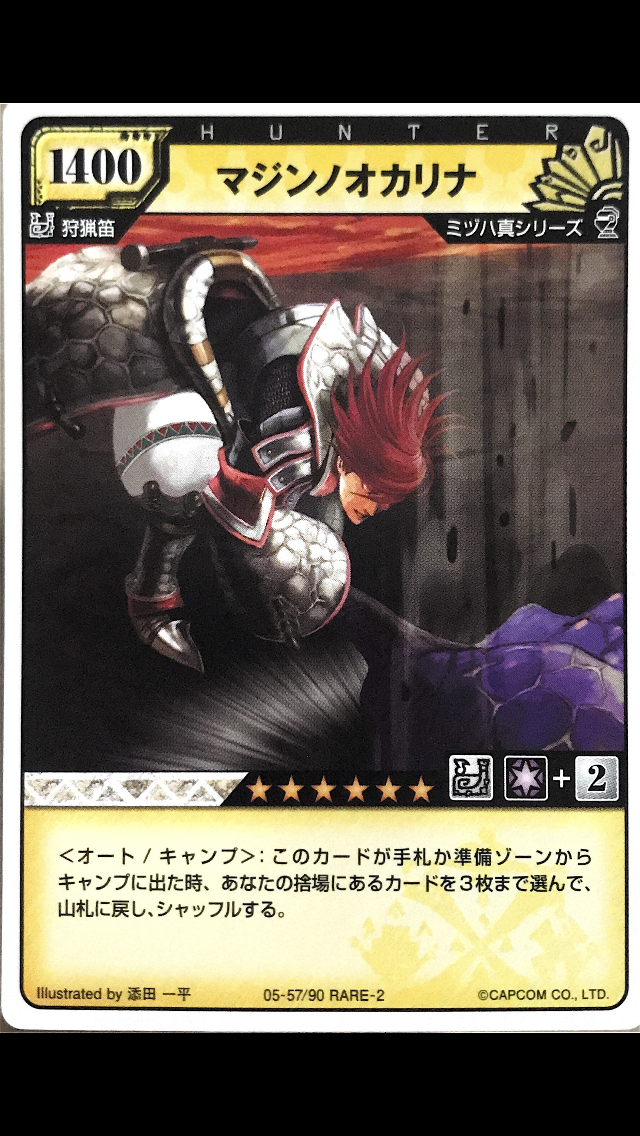 HUNTER
1400
マジンノオカリナ
狩猟笛
ミヅハ真シリーズ
+2
＜オート / キャンプ＞：このカードが手札か準備ゾーンから
キャンプに出た時、あなたの捨場にあるカードを３枚まで選んで、
山札に戻し、シャッフルする。
Illustrated by 添田 一平
05-57/90 RARE-2
©CAPCOM CO., LTD.